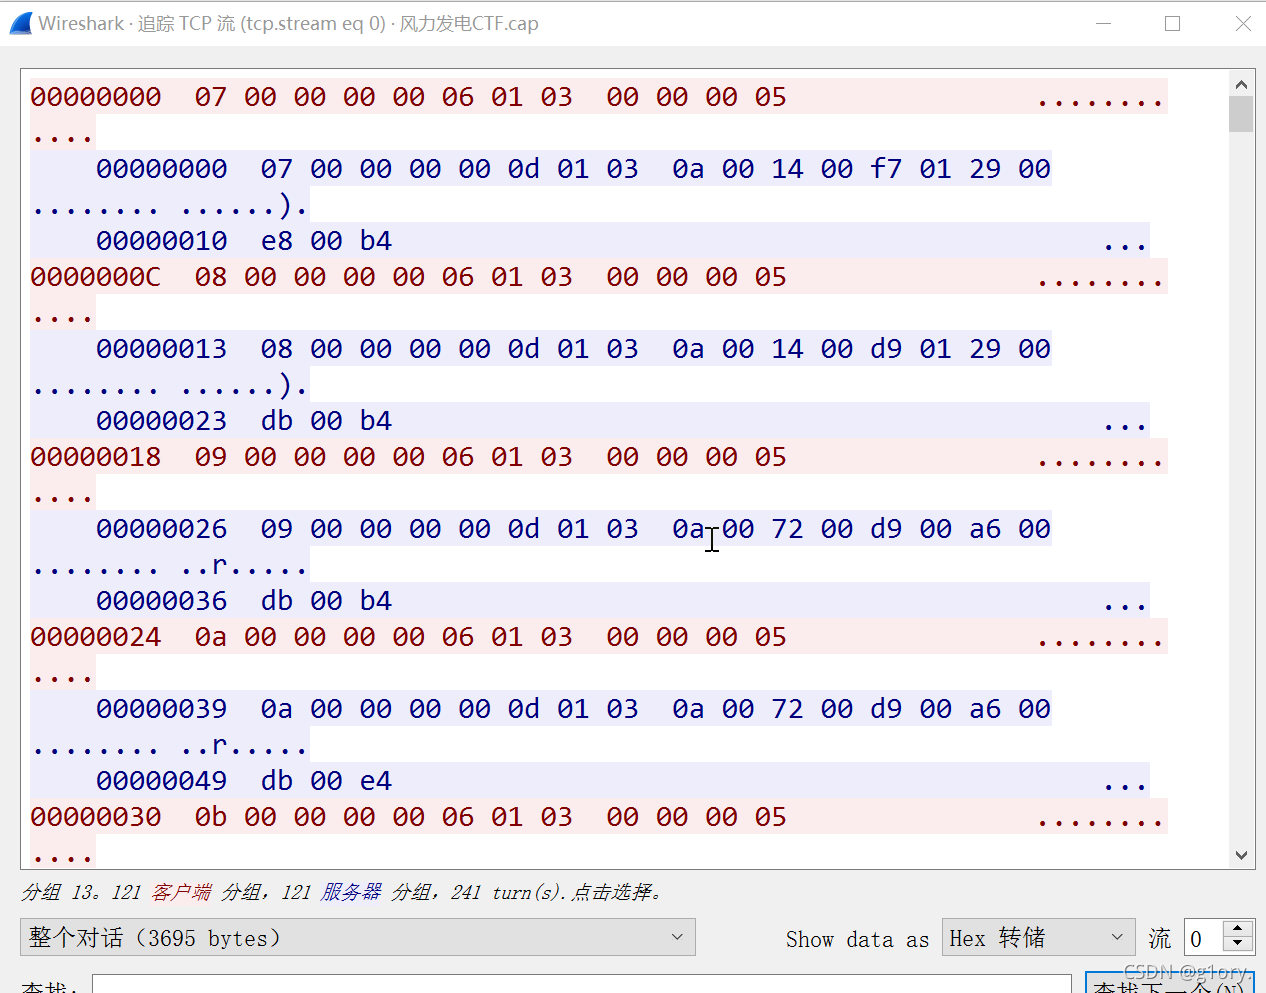 Wireshark · 追踪 TCP 流 (tcp.stream eq 0) · 风力发电CTF.cap
00000000  07 00 00 00 00 06 01 03  00 00 00 05  ........
....
00000000  07 00 00 00 00 0d 01 03  0a 00 14 00 f7 01 29 00
........ ......).
00000010  e8 00 b4  ...
0000000C  08 00 00 00 00 06 01 03  00 00 00 05  ........
....
00000013  08 00 00 00 00 0d 01 03  0a 00 14 00 d9 01 29 00
........ ......).
00000023  db 00 b4  ...
00000018  09 00 00 00 00 06 01 03  00 00 00 05  ........
....
00000026  09 00 00 00 00 0d 01 03  0a 00 72 00 d9 00 a6 00
........ ..r.....
00000036  db 00 b4  ...
00000024  0a 00 00 00 00 06 01 03  00 00 00 05  ........
....
00000039  0a 00 00 00 00 0d 01 03  0a 00 72 00 d9 00 a6 00
........ ..r.....
00000049  db 00 e4  ...
00000030  0b 00 00 00 00 06 01 03  00 00 00 05  ........
....
分组 13。121 客户端 分组, 121 服务器 分组, 241 turn(s).点击选择。
整个对话（3695 bytes） Show data as Hex 转储 流 0
查找: 查找下一个(N)
CSDN @g1ory.